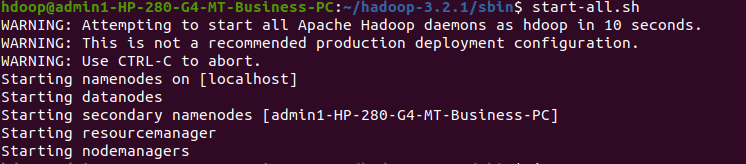 hdoop@admin1-HP-280-G4-MT-Business-PC:~/hadoop-3.2.1/sbin$ start-all.sh
WARNING: Attempting to start all Apache Hadoop daemons as hdoop in 10 seconds.
WARNING: This is not a recommended production deployment configuration.
WARNING: Use CTRL-C to abort.
Starting namenodes on [localhost]
Starting datanodes
Starting secondary namenodes [admin1-HP-280-G4-MT-Business-PC]
Starting resourcemanager
Starting nodemanagers